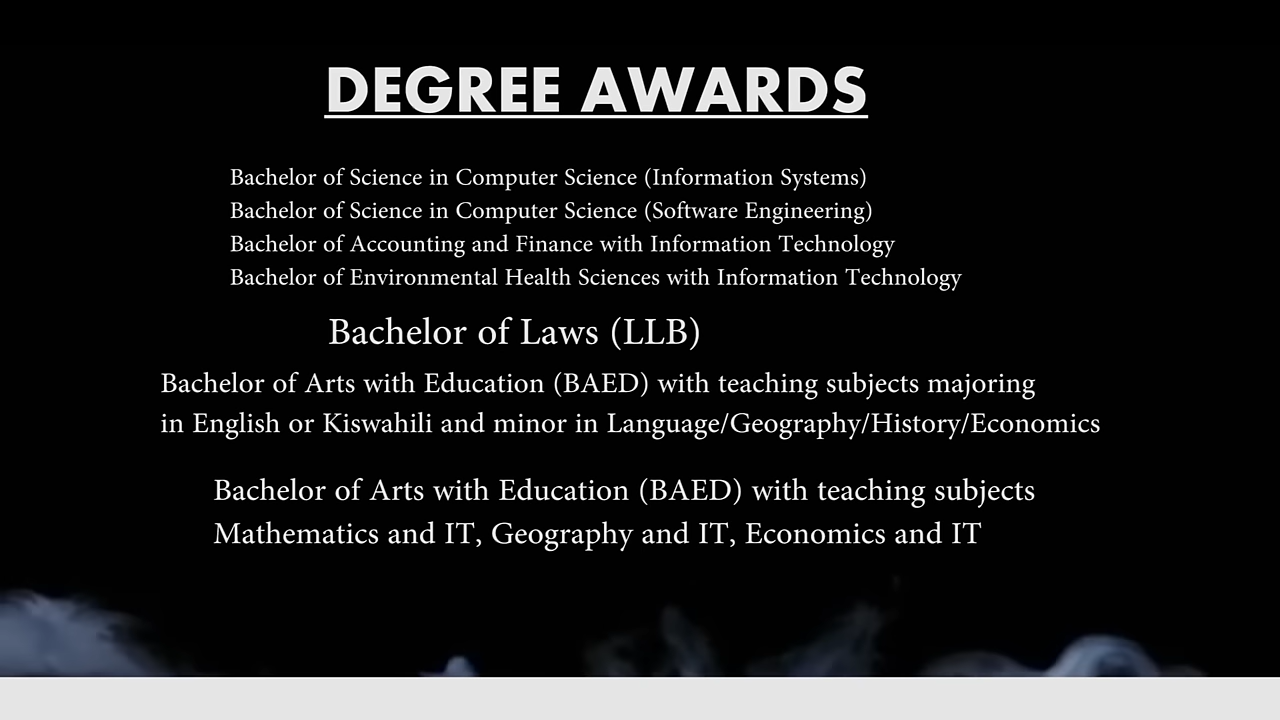 DEGREE AWARDS
Bachelor of Science in Computer Science (Information Systems)
Bachelor of Science in Computer Science (Software Engineering)
Bachelor of Accounting and Finance with Information Technology
Bachelor of Environmental Health Sciences with Information Technology
Bachelor of Laws (LLB)
Bachelor of Arts with Education (BAED) with teaching subjects majoring
in English or Kiswahili and minor in Language/Geography/History/Economics
Bachelor of Arts with Education (BAED) with teaching subjects
Mathematics and IT, Geography and IT, Economics and IT